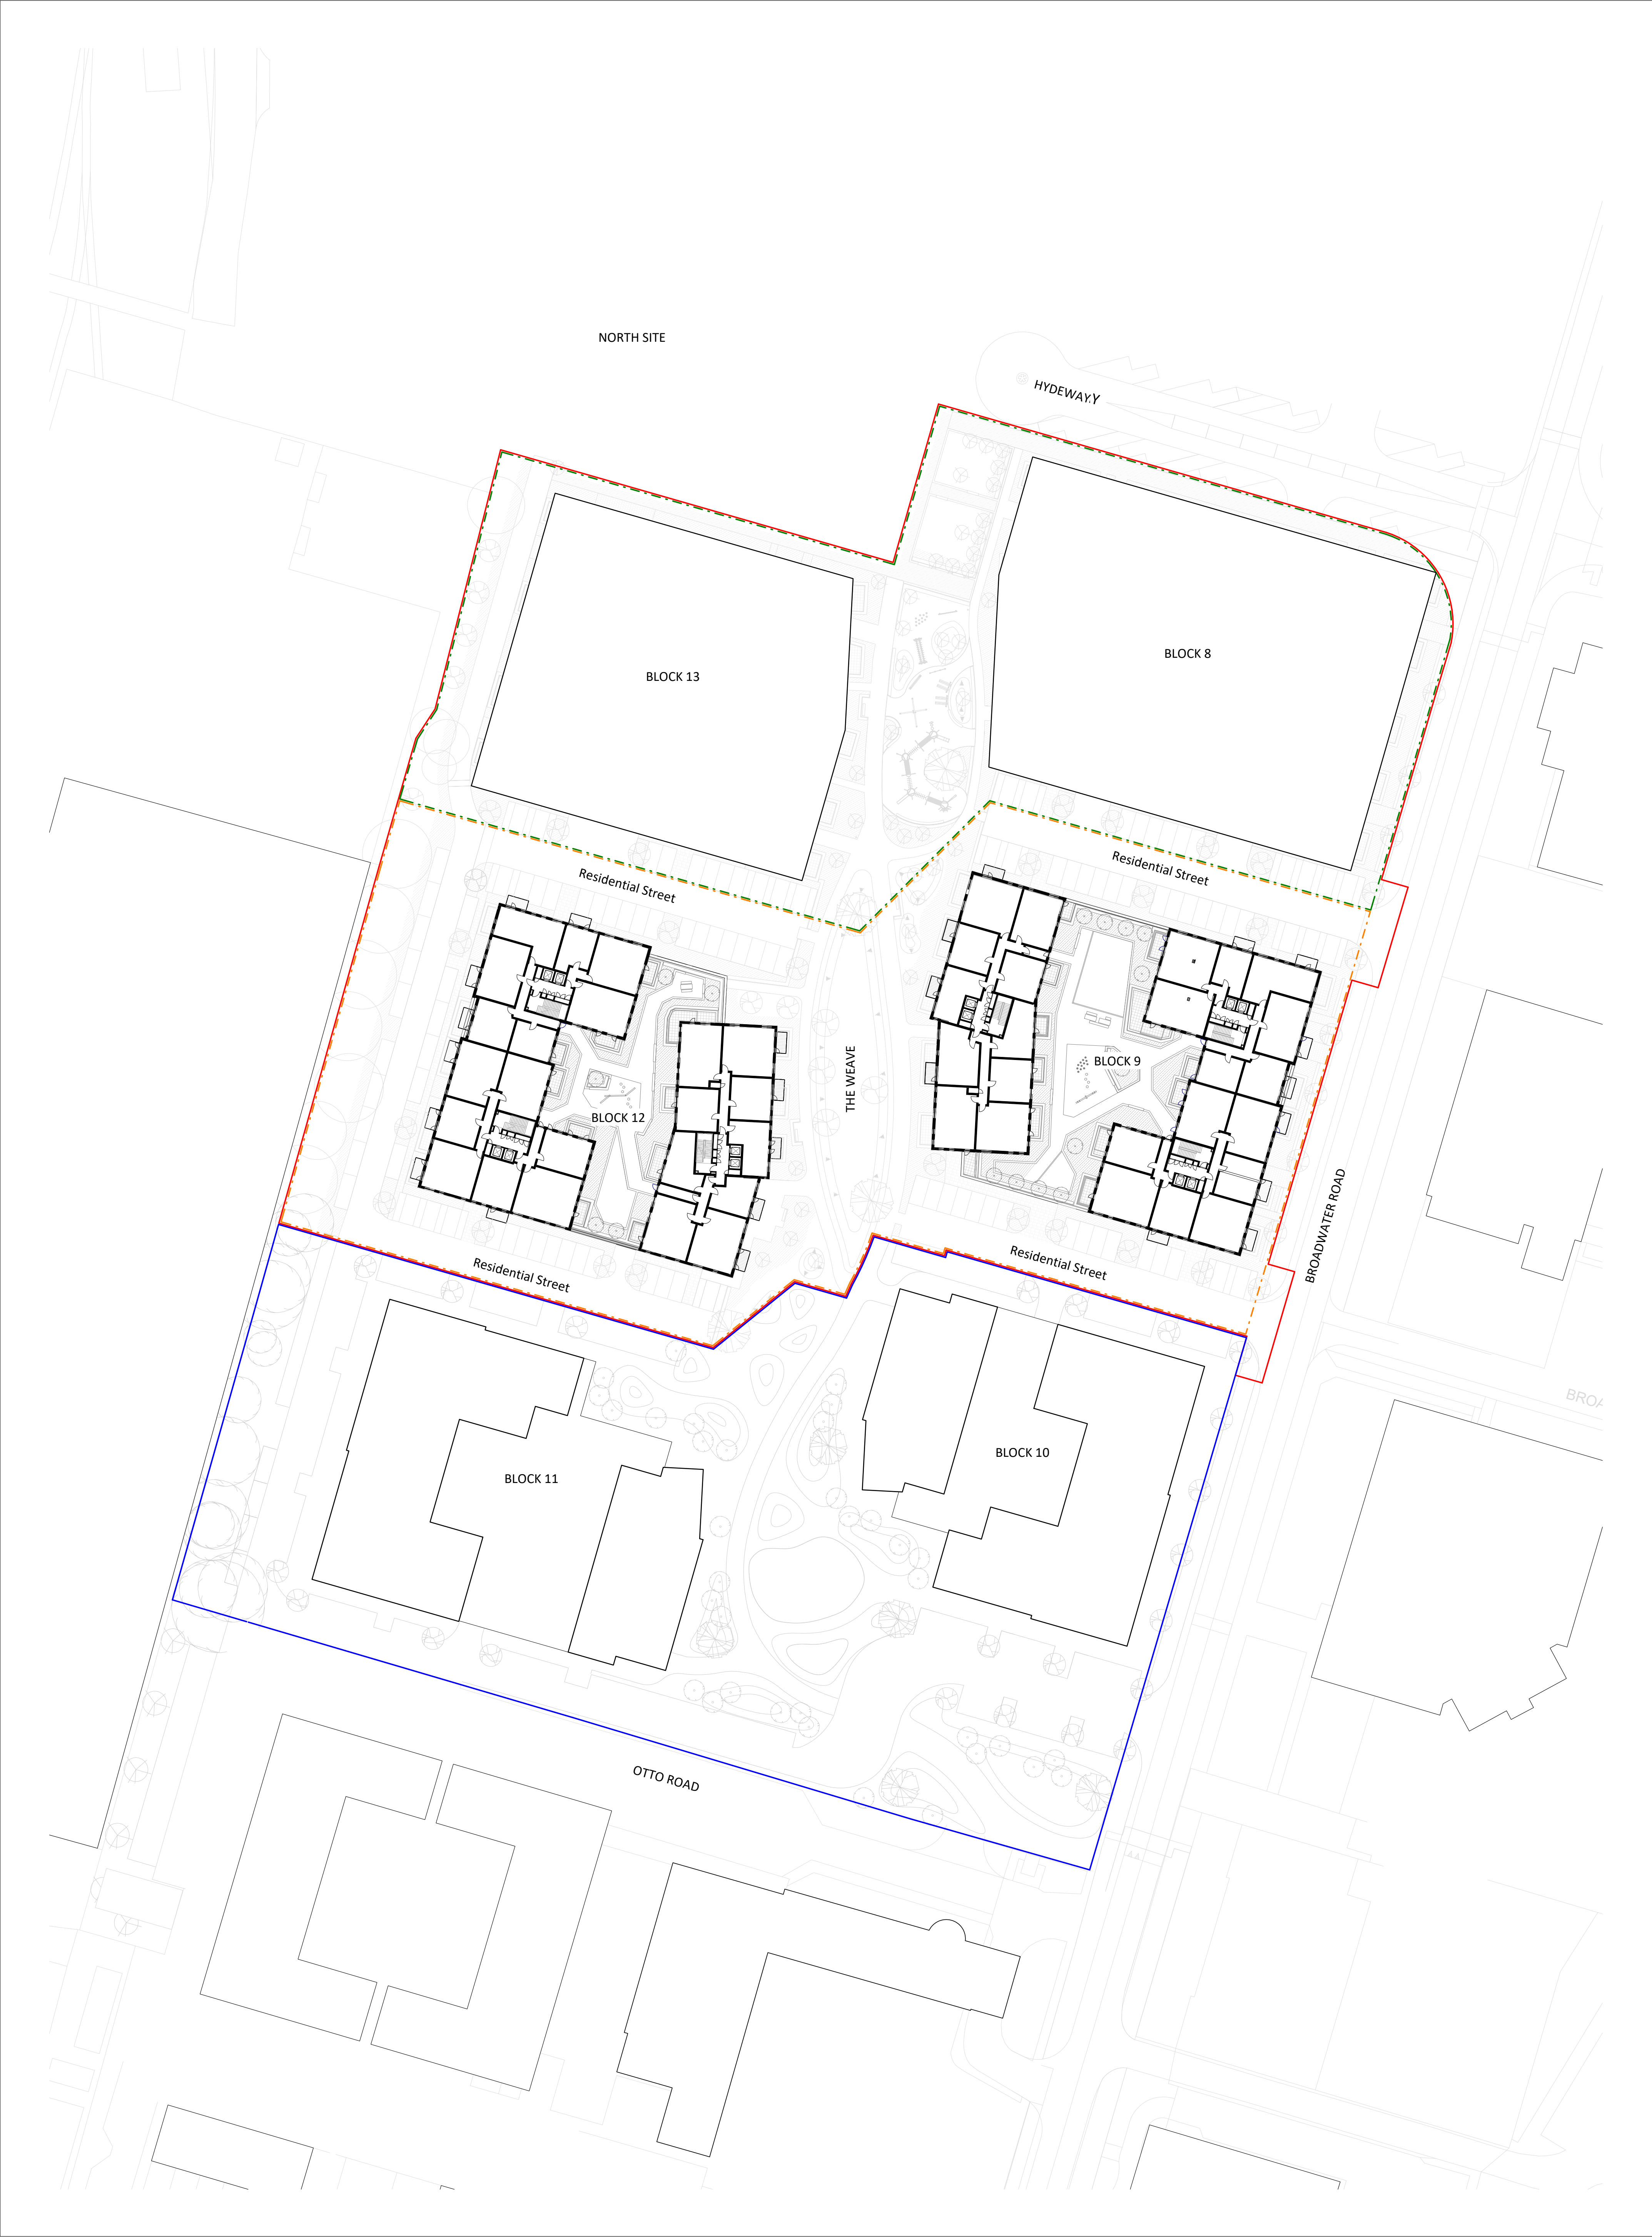 NORTH SITE
HYDEWAY.Y
BLOCK 8
BLOCK 13
Residential Street
Residential Street
BLOCK 9
THE WEAVE
BLOCK 12
BROADWATER ROAD
Residential Street
Residential Street
BROA
BLOCK 10
BLOCK 11
OTTO ROAD